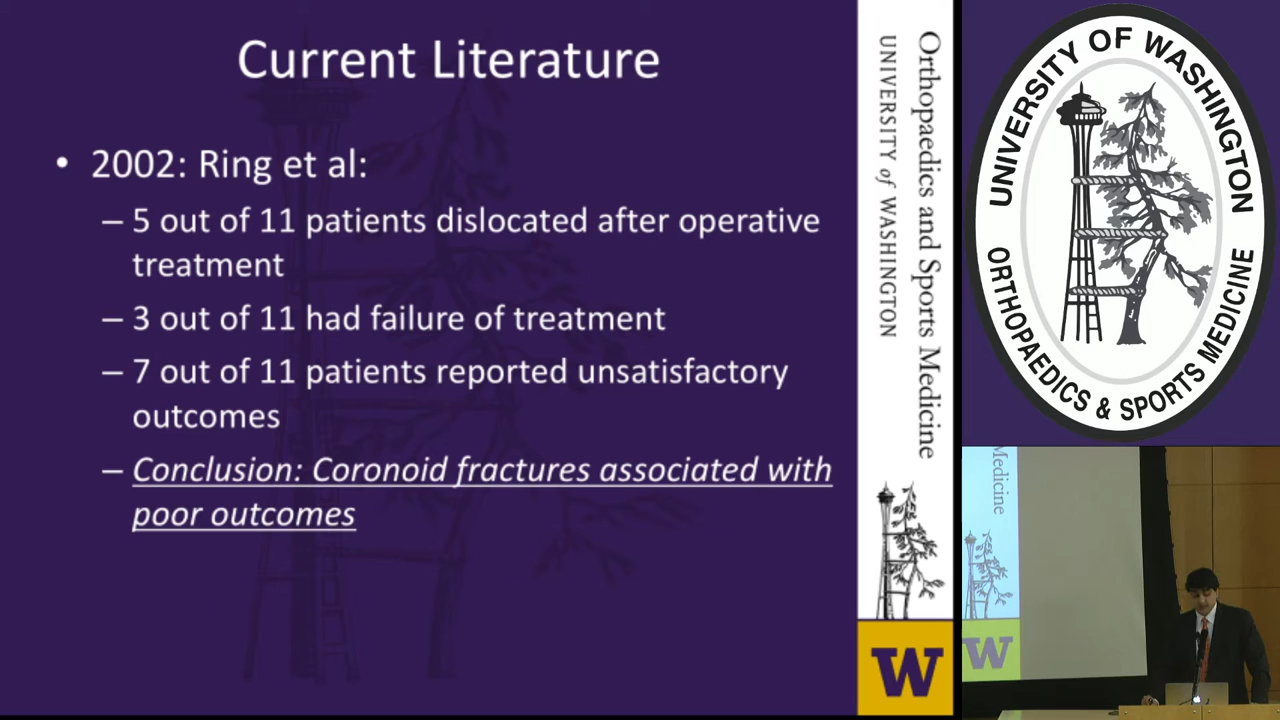 Current Literature
• 2002: Ring et al:
– 5 out of 11 patients dislocated after operative
treatment
– 3 out of 11 had failure of treatment
– 7 out of 11 patients reported unsatisfactory
outcomes
– Conclusion: Coronoid fractures associated with
poor outcomes
Orthopaedics and Sports Medicine
UNIVERSITY of WASHINGTON
W
UNIVERSITY OF WASHINGTON
ORTHOPAEDICS & SPORTS MEDICINE
Medicine
W